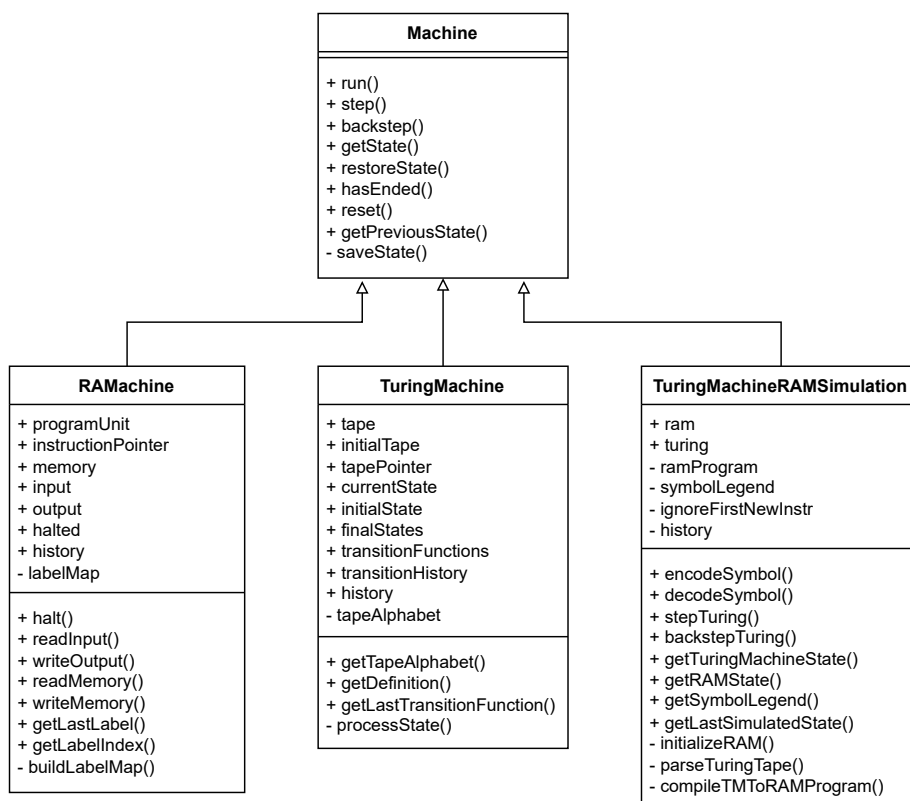 Machine
+ run()
+ step()
+ backstep()
+ getState()
+ restoreState()
+ hasEnded()
+ reset()
+ getPreviousState()
- saveState()
RAMachine
+ programUnit
+ instructionPointer
+ memory
+ input
+ output
+ halted
+ history
- labelMap
+ halt()
+ readInput()
+ writeOutput()
+ readMemory()
+ writeMemory()
+ getLastLabel()
+ getLabelIndex()
- buildLabelMap()
TuringMachine
+ tape
+ initialTape
+ tapePointer
+ currentState
+ initialState
+ finalStates
+ transitionFunctions
+ transitionHistory
+ history
- tapeAlphabet
+ getTapeAlphabet()
+ getDefinition()
+ getLastTransitionFunction()
- processState()
TuringMachineRAMSimulation
+ ram
+ turing
- ramProgram
- symbolLegend
- ignoreFirstNewInstr
- history
+ encodeSymbol()
+ decodeSymbol()
+ stepTuring()
+ backstepTuring()
+ getTuringMachineState()
+ getRAMState()
+ getSymbolLegend()
+ getLastSimulatedState()
- initializeRAM()
- parseTuringTape()
- compileTMToRAMProgram()